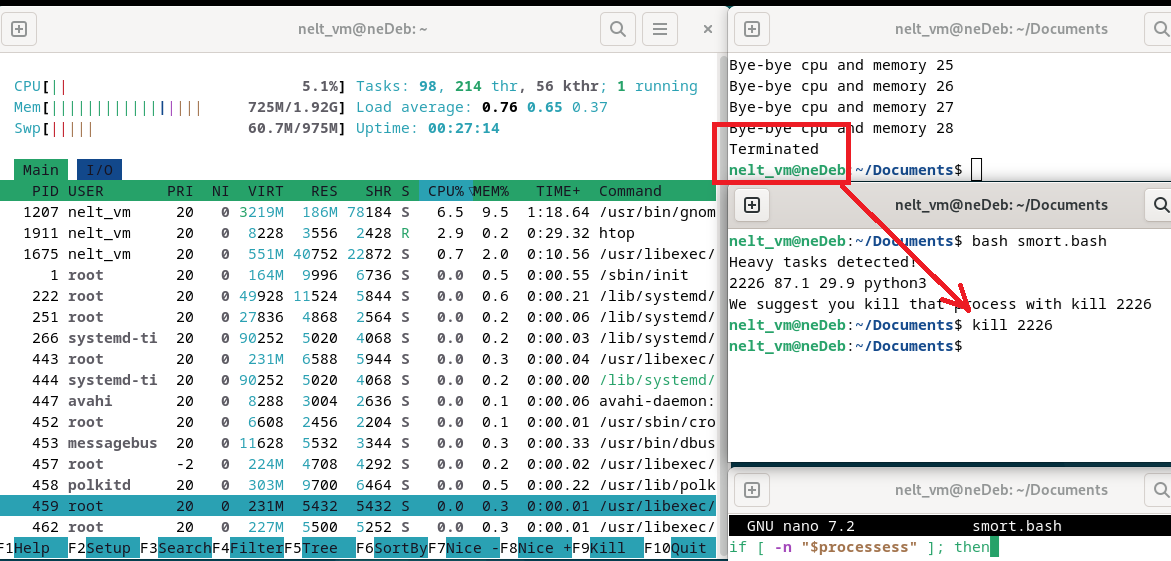 nelt_vm@neDeb: ~
CPU[|| 5.1%] Tasks: 98, 214 thr, 56 kthr; 1 running
Mem[|||||||||||||||||| 725M/1.92G] Load average: 0.76 0.65 0.37
Swp[||||| 60.7M/975M] Uptime: 00:27:14
Main I/O
PID USER PRI NI VIRT RES SHR S CPU%▽MEM% TIME+ Command
1207 nelt_vm 20 0 3219M 186M 78184 S 6.5 9.5 1:18.64 /usr/bin/gnom
1911 nelt_vm 20 0 8228 3556 2428 R 2.9 0.2 0:29.32 htop
1675 nelt_vm 20 0 551M 40752 22872 S 0.7 2.0 0:10.56 /usr/libexec/
1 root 20 0 164M 9996 6736 S 0.0 0.5 0:00.55 /sbin/init
222 root 20 0 49928 11524 5844 S 0.0 0.6 0:00.21 /lib/systemd/
251 root 20 0 27836 4868 2564 S 0.0 0.2 0:00.06 /lib/systemd/
266 systemd-ti 20 0 90252 5020 4068 S 0.0 0.2 0:00.03 /lib/systemd/
443 root 20 0 231M 6588 5944 S 0.0 0.3 0:00.04 /usr/libexec/
444 systemd-ti 20 0 90252 5020 4068 S 0.0 0.2 0:00.00 /lib/systemd/
447 avahi 20 0 8288 3004 2636 S 0.0 0.1 0:00.06 avahi-daemon:
452 root 20 0 6608 2456 2204 S 0.0 0.1 0:00.01 /usr/sbin/cro
453 messagebus 20 0 11628 5532 3344 S 0.0 0.3 0:00.33 /usr/bin/dbus
457 root -2 0 224M 4708 4292 S 0.0 0.2 0:00.02 /usr/libexec/
458 polkitd 20 0 303M 9700 6464 S 0.0 0.5 0:00.22 /usr/lib/polk
459 root 20 0 231M 5432 5432 S 0.0 0.3 0:00.01 /usr/libexec/
462 root 20 0 227M 5500 5252 S 0.0 0.3 0:00.01 /usr/libexec/
F1Help F2Setup F3SearchF4FilterF5Tree F6SortByF7Nice -F8Nice +F9Kill F10Quit
nelt_vm@neDeb: ~/Documents
Bye-bye cpu and memory 25
Bye-bye cpu and memory 26
Bye-bye cpu and memory 27
Bye-bye cpu and memory 28
Terminated
nelt_vm@neDeb:~/Documents$
nelt_vm@neDeb: ~/Documents
nelt_vm@neDeb:~/Documents$ bash smort.bash
Heavy tasks detected!
2226 87.1 29.9 python3
We suggest you kill that process with kill 2226
nelt_vm@neDeb:~/Documents$ kill 2226
nelt_vm@neDeb:~/Documents$
nelt_vm@neDeb: ~/Documents
GNU nano 7.2 smort.bash
if [ -n "$processess" ]; then